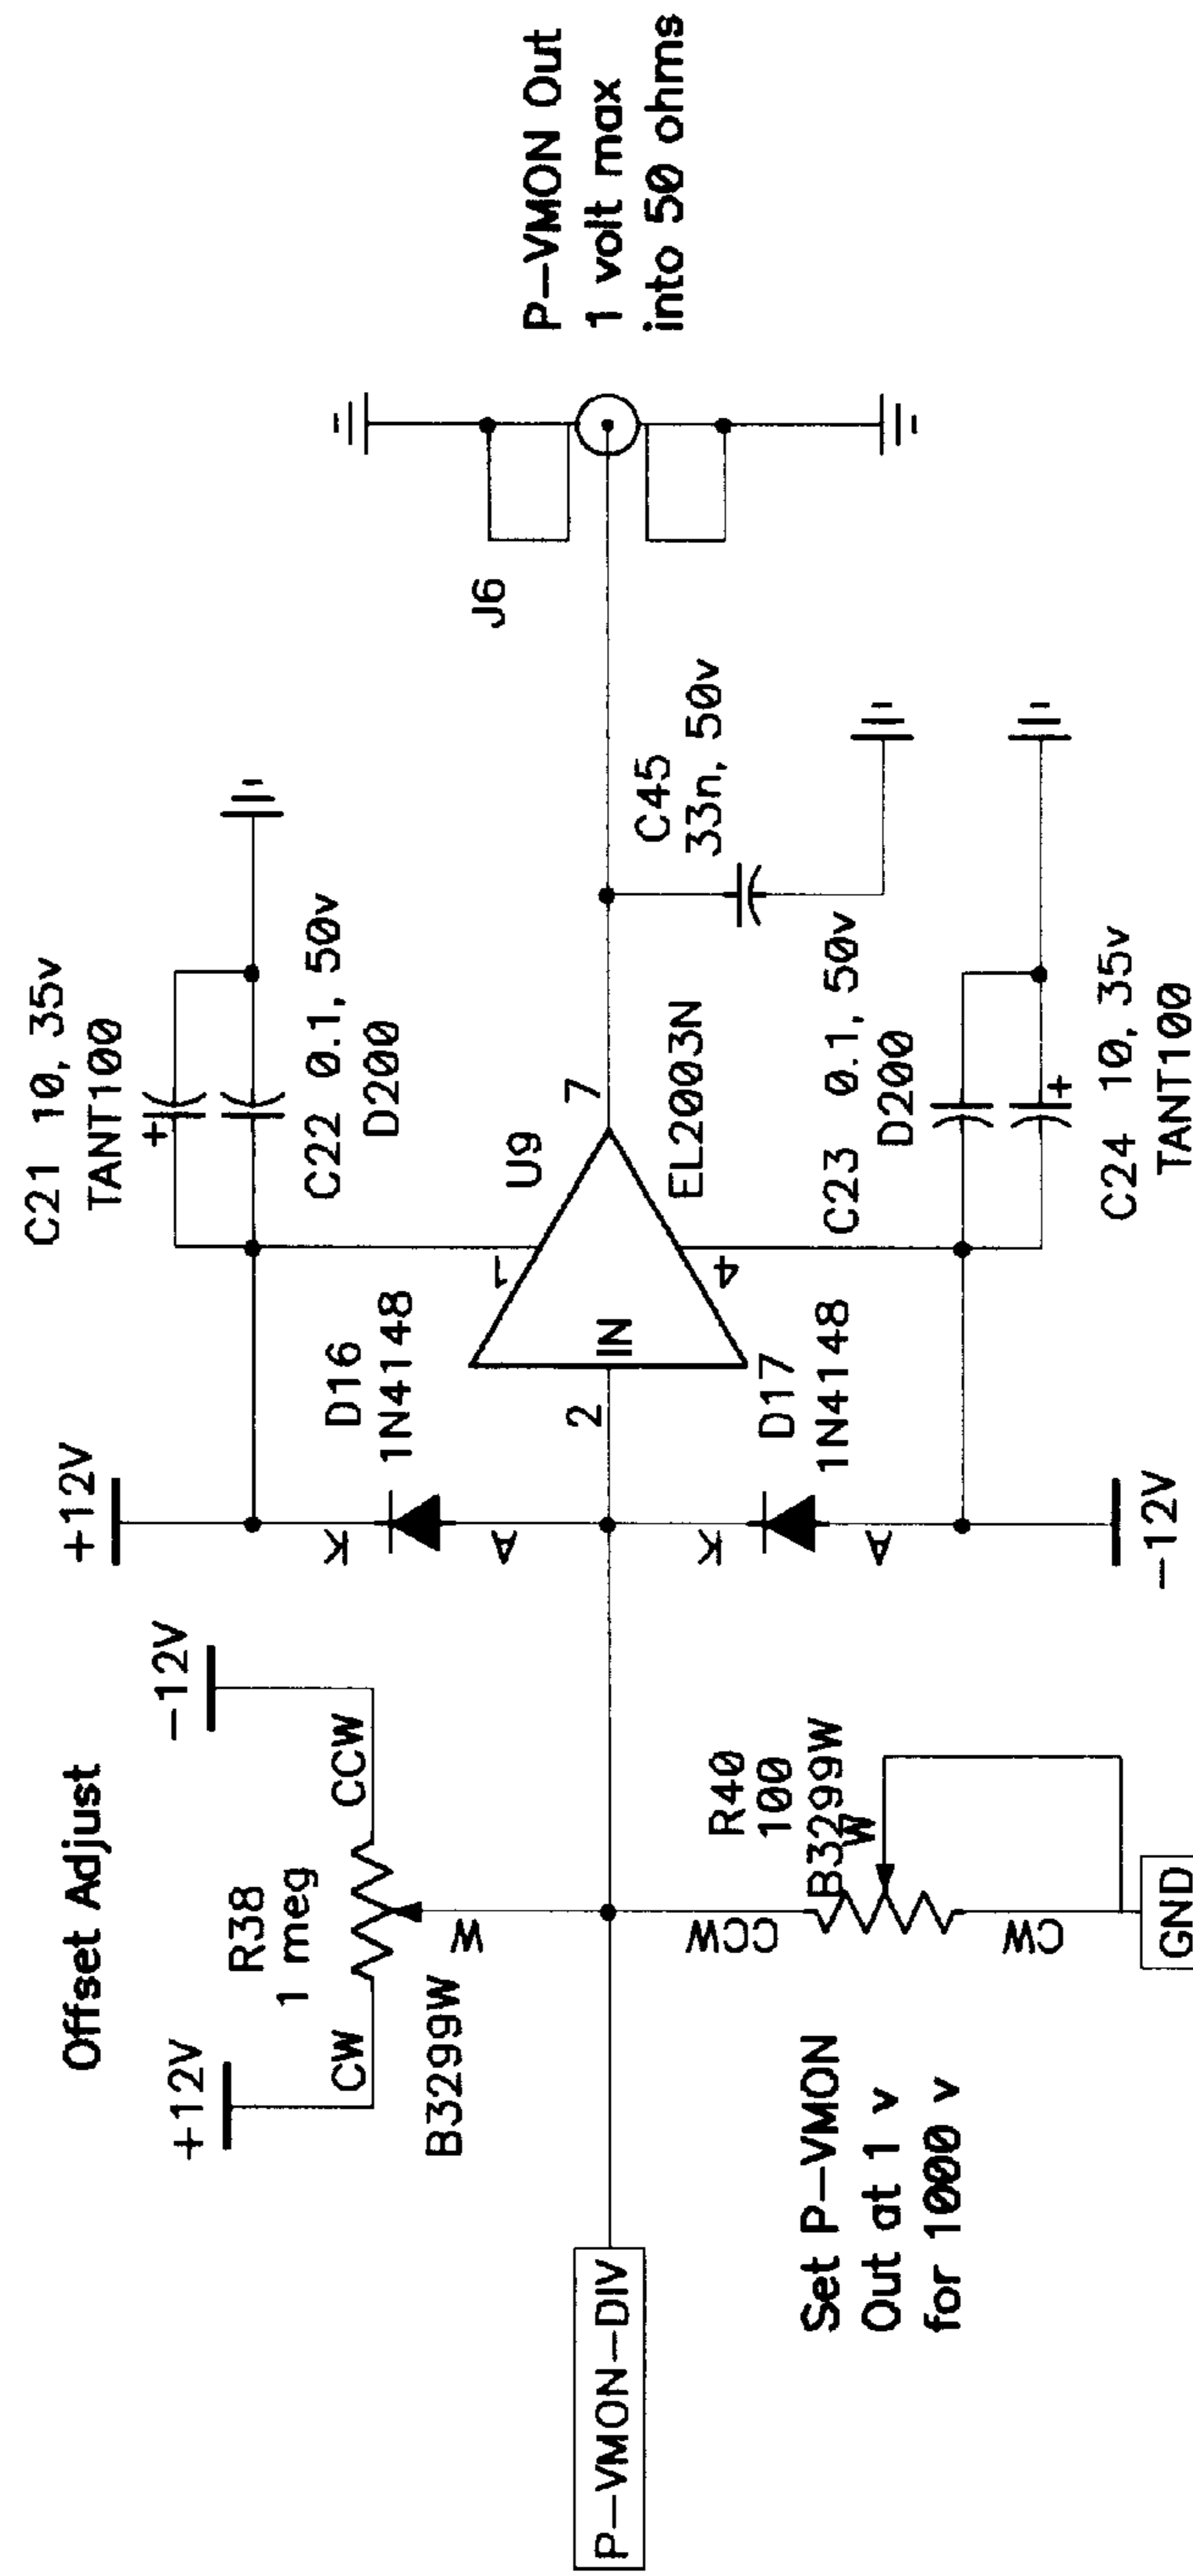 Offset Adjust
+12V
-12V
R38
1 meg
CW
CCW
W
B3299W
P-VMON-DIV
Set P-VMON
Out at 1 v
for 1000 v
R40
100
B3299W
W
CCW
CW
GND
+12V
K
D16
1N4148
A
K
D17
1N4148
A
-12V
C21 10, 35v
TANT100
C22 0.1, 50v
D200
U9
1
2
IN
7
4
EL2003N
C23 0.1, 50v
D200
C24 10, 35v
TANT100
+
+
C45
33n, 50v
J6
P-VMON Out
1 volt max
into 50 ohms